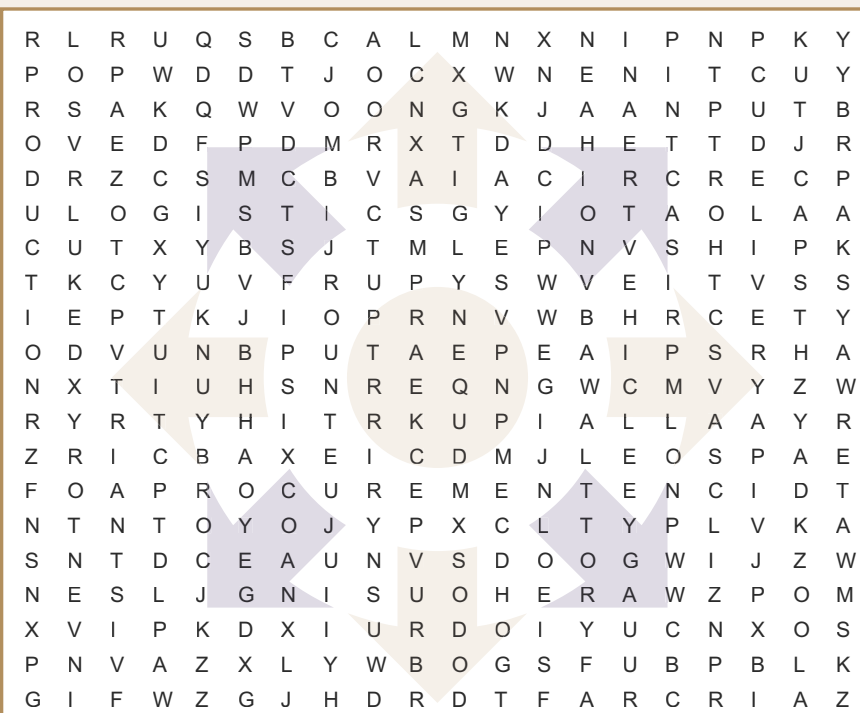 R L R U Q S B C A L M N X N I P N P K Y
P O P W D D T J O C X W N E N I T C U Y
R S A K Q W V O O N G K J A A N P U T B
O V E D F P D M R X T D D H E T T D J R
D R Z C S M C B V A I A C I R C R E C P
U L O G I S T I C S G Y I O T A O L A A
C U T X Y B S J T M L E P N V S H I P K
T K C Y U V F R U P Y S W V E I T V S S
I E P T K J I O P R N V W B H R C E T Y
O D V U N B P U T A E P E A I P S R H A
N X T I U H S N R E Q N G W C M V Y Z W
R Y R T Y H I T R K U P I A L L A A Y R
Z R I C B A X E I C D M J L E O S P A E
F O A P R O C U R E M E N T E N C I D T
N T N T O Y O J Y P X C L T Y P L V K A
S N T D C E A U N V S D O O G W I J Z W
N E S L J G N I S U O H E R A W Z P O M
X V I P K D X I U R D O I Y U C N X O S
P N V A Z X L Y W B O G S F U B P B L K
G I F W Z G J H D R D T F A R C R I A Z